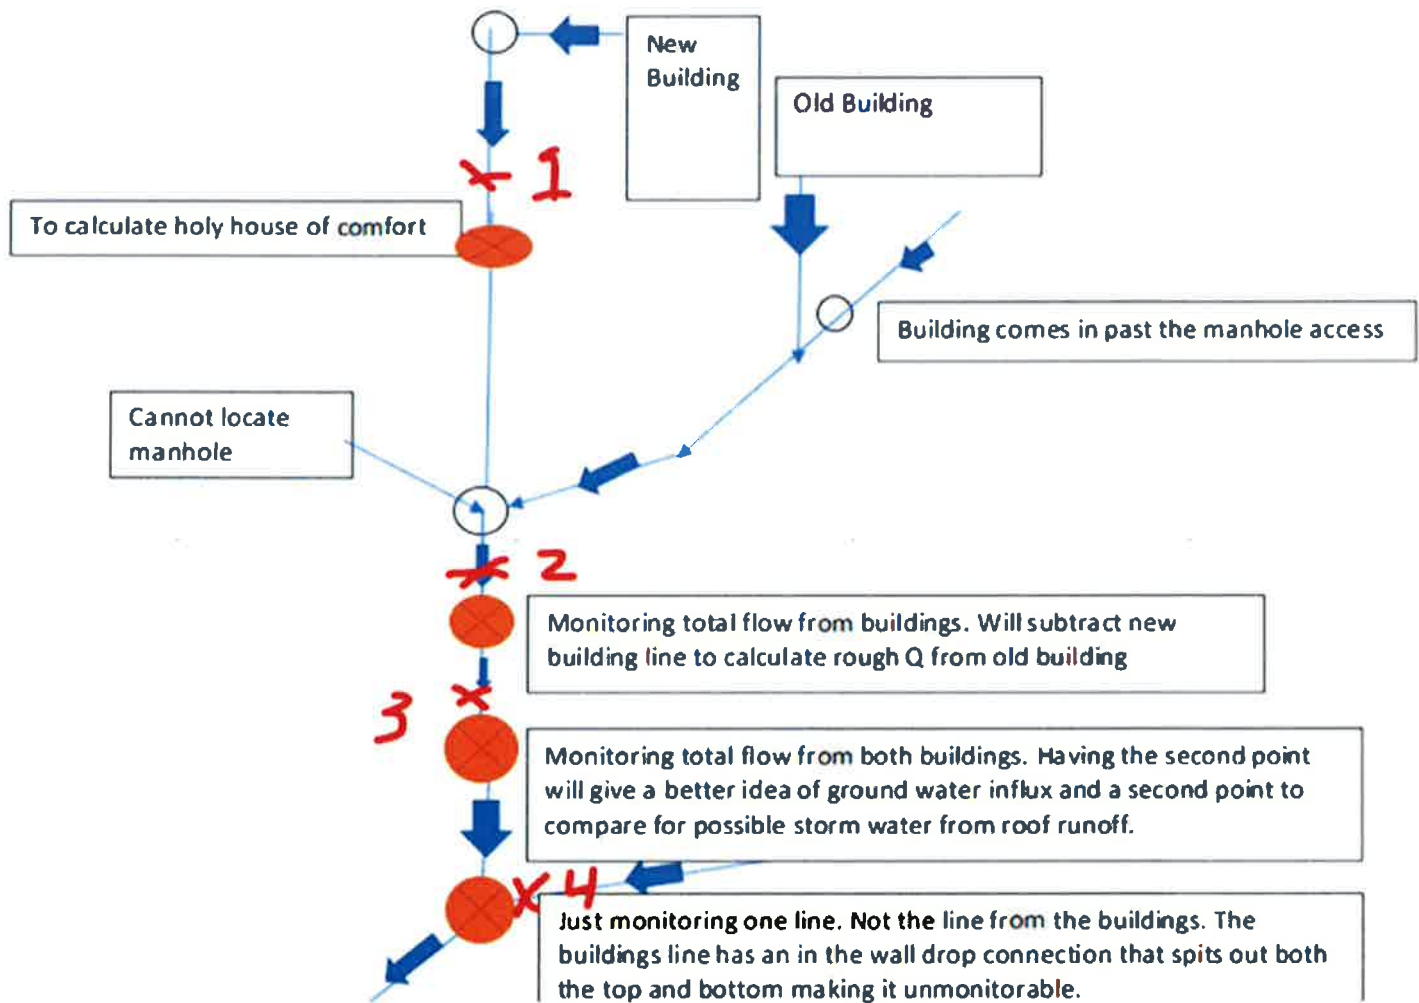 New
Building
Old Building
1
To calculate holy house of comfort
Building comes in past the manhole access
Cannot locate
manhole
2
Monitoring total flow from buildings. Will subtract new
building line to calculate rough Q from old building
3
Monitoring total flow from both buildings. Having the second point
will give a better idea of ground water influx and a second point to
compare for possible storm water from roof runoff.
4
Just monitoring one line. Not the line from the buildings. The
buildings line has an in the wall drop connection that spits out both
the top and bottom making it unmonitorable.